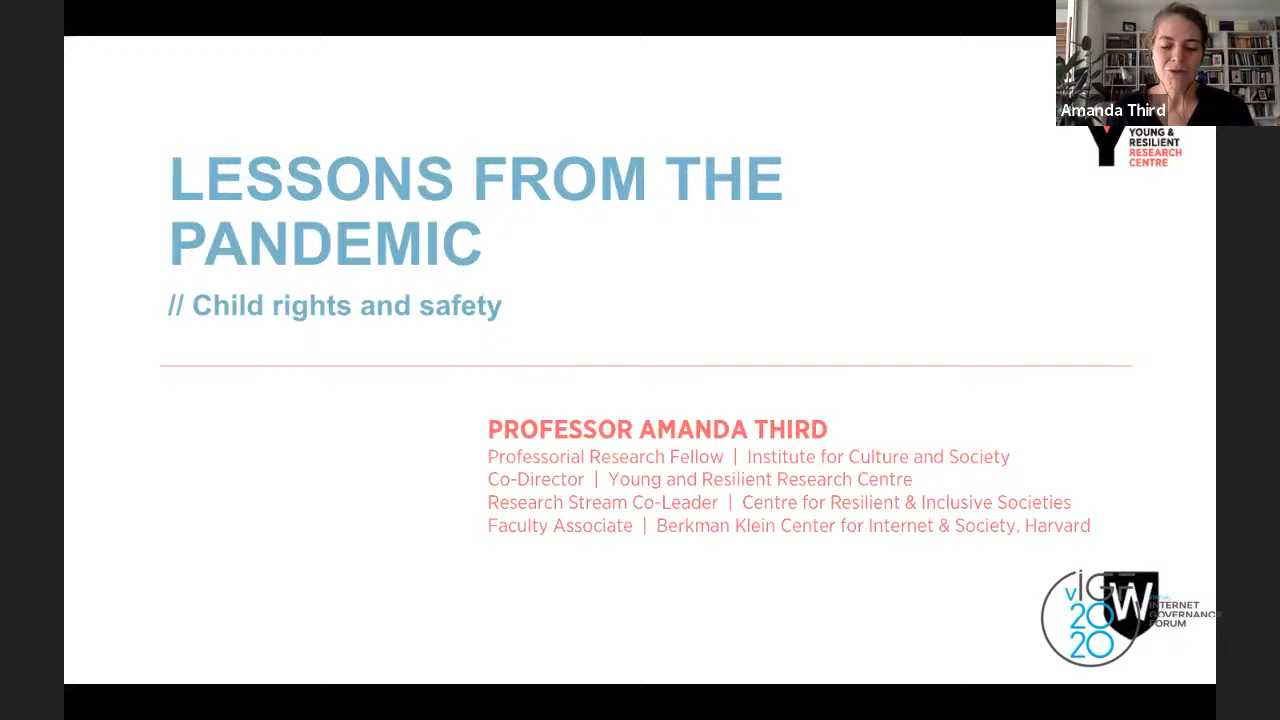 Amanda Third
YOUNG &
RESILIENT
RESEARCH
CENTRE
LESSONS FROM THE
PANDEMIC
// Child rights and safety
PROFESSOR AMANDA THIRD
Professorial Research Fellow | Institute for Culture and Society
Co-Director | Young and Resilient Research Centre
Research Stream Co-Leader | Centre for Resilient & Inclusive Societies
Faculty Associate | Berkman Klein Center for Internet & Society, Harvard
vIGF
2020
W
VIRTUAL
INTERNET
GOVERNANCE
FORUM